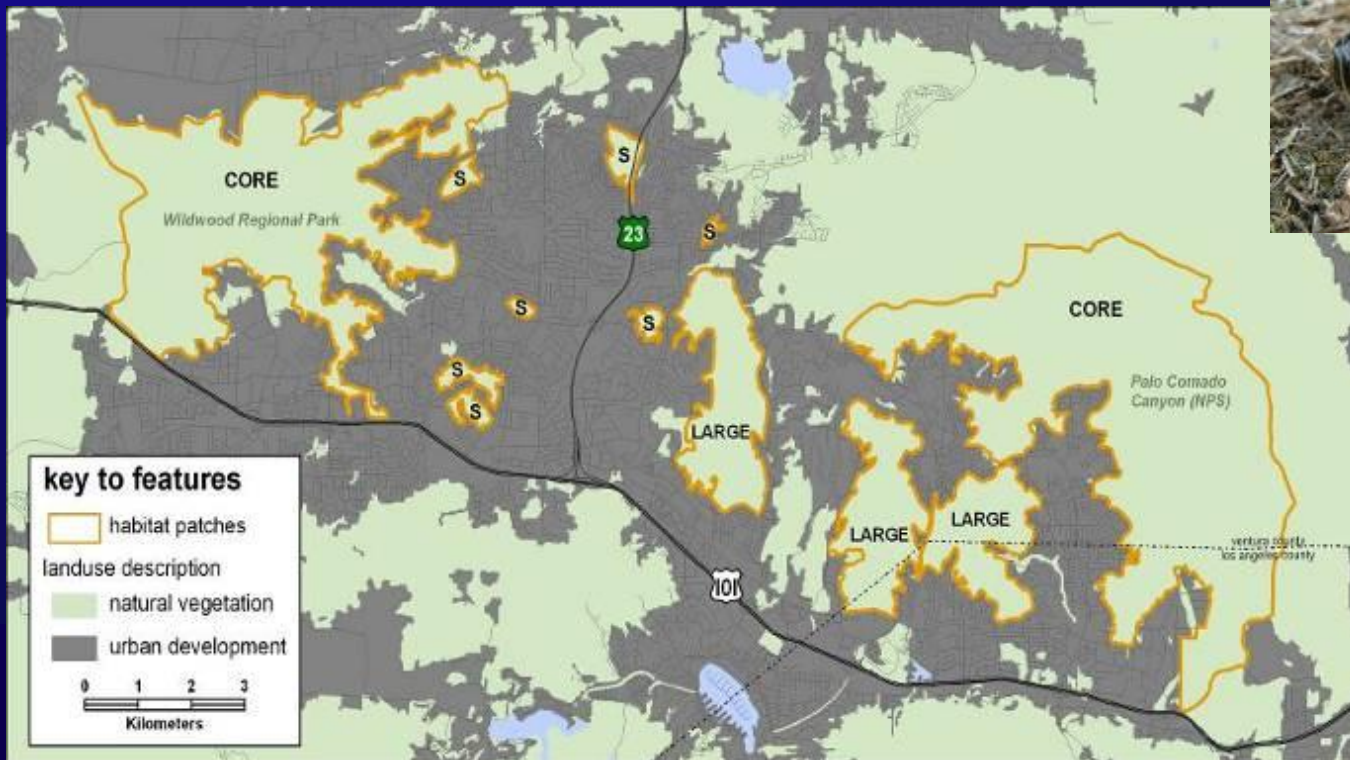 CORE
Wildwood Regional Park
S
S
23
S
S
S
S
S
LARGE
CORE
Palo Comado
Canyon (NPS)
LARGE
LARGE
ventura county
los angeles county
101
key to features
habitat patches
landuse description
natural vegetation
urban development
0 1 2 3
Kilometers